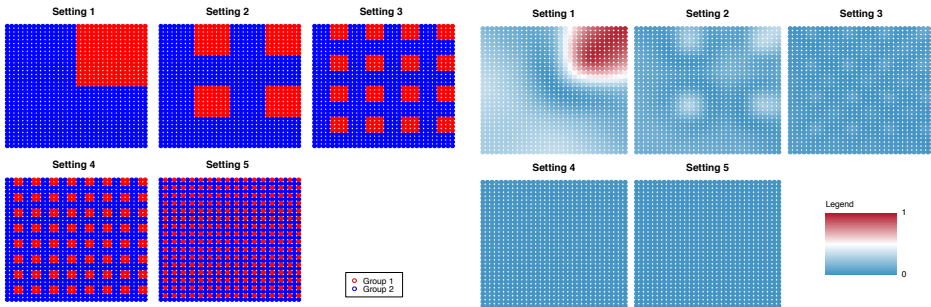 Setting 1
Setting 2
Setting 3
Setting 4
Setting 5
Group 1
Group 2
Setting 1
Setting 2
Setting 3
Setting 4
Setting 5
Legend
1
0